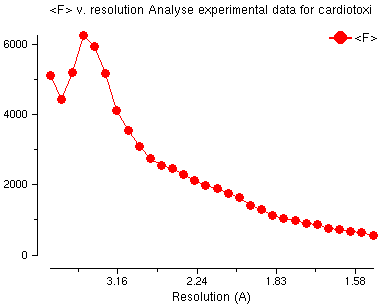 <F> v. resolution Analyse experimental data for cardiotoxi
<F>
6000
4000
2000
0
3.16 2.24 1.83 1.58
Resolution (A)